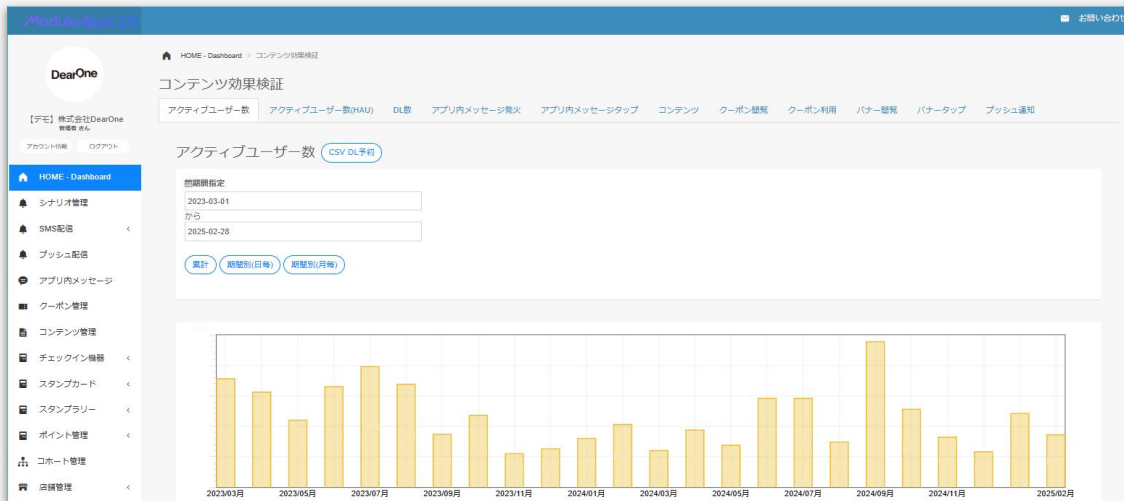 ModuleApps 2.0
お問い合わせ
DearOne
【デモ】株式会社DearOne
管理者 さん
アカウント情報
ログアウト
HOME - Dashboard
シナリオ管理
SMS配信
プッシュ配信
アプリ内メッセージ
クーポン管理
コンテンツ管理
チェックイン機器
スタンプカード
スタンプラリー
ポイント管理
コホート管理
店舗管理
HOME - Dashboard > コンテンツ効果検証
コンテンツ効果検証
アクティブユーザー数 アクティブユーザー数(HAU) DL数 アプリ内メッセージ発火 アプリ内メッセージタップ コンテンツ クーポン閲覧 クーポン利用 バナー閲覧 バナータップ プッシュ通知
アクティブユーザー数 CSV DL予約
期間指定
2023-03-01
から
2025-02-28
累計 期間別(日毎) 期間別(月毎)
2023/03月 2023/05月 2023/07月 2023/09月 2023/11月 2024/01月 2024/03月 2024/05月 2024/07月 2024/09月 2024/11月 2025/02月